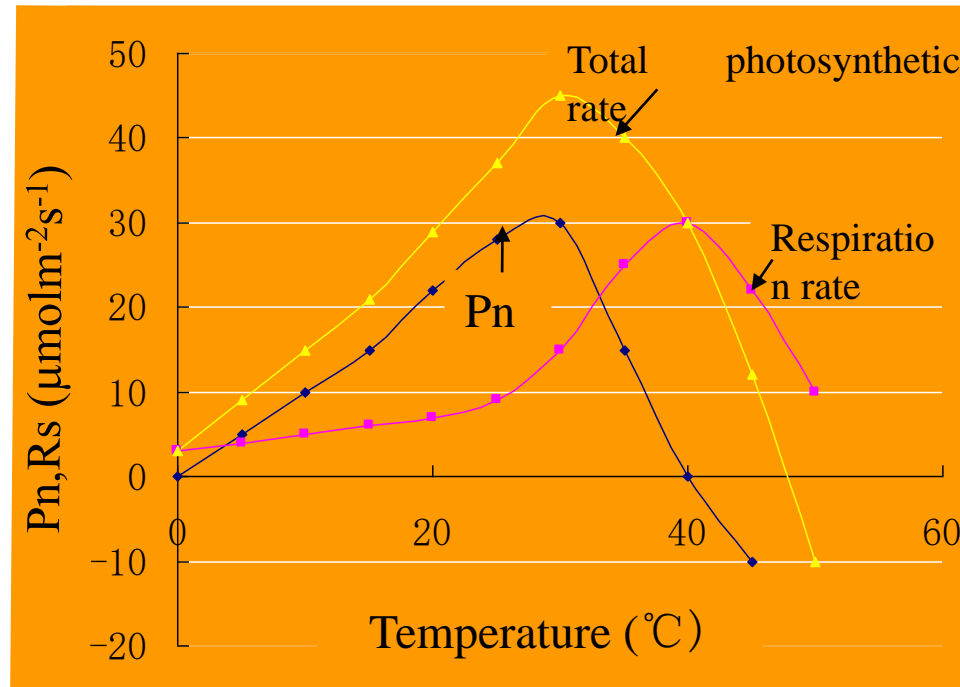 50
Total photosynthetic
rate
40
30
Respiratio
n rate
20
Pn
10
0
0 20 40 60
-10
-20
Temperature (℃)
Pn,Rs (μmolm⁻²s⁻¹)